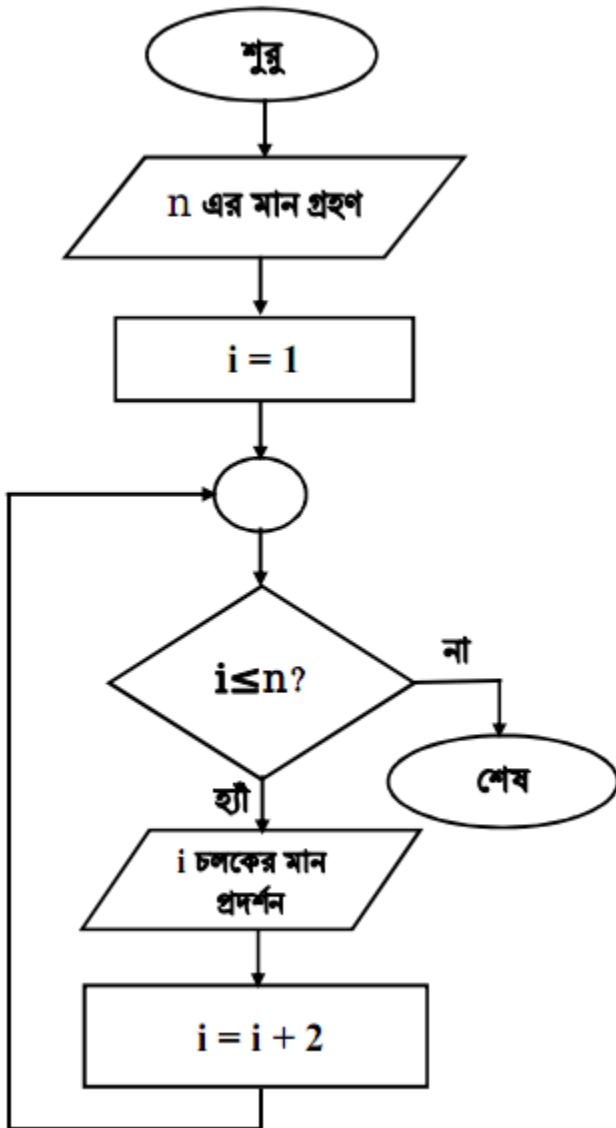 শুরু
n এর মান গ্রহণ
i = 1
i≤n?
না
শেষ
হ্যাঁ
i চলকের মান
প্রদর্শন
i = i + 2